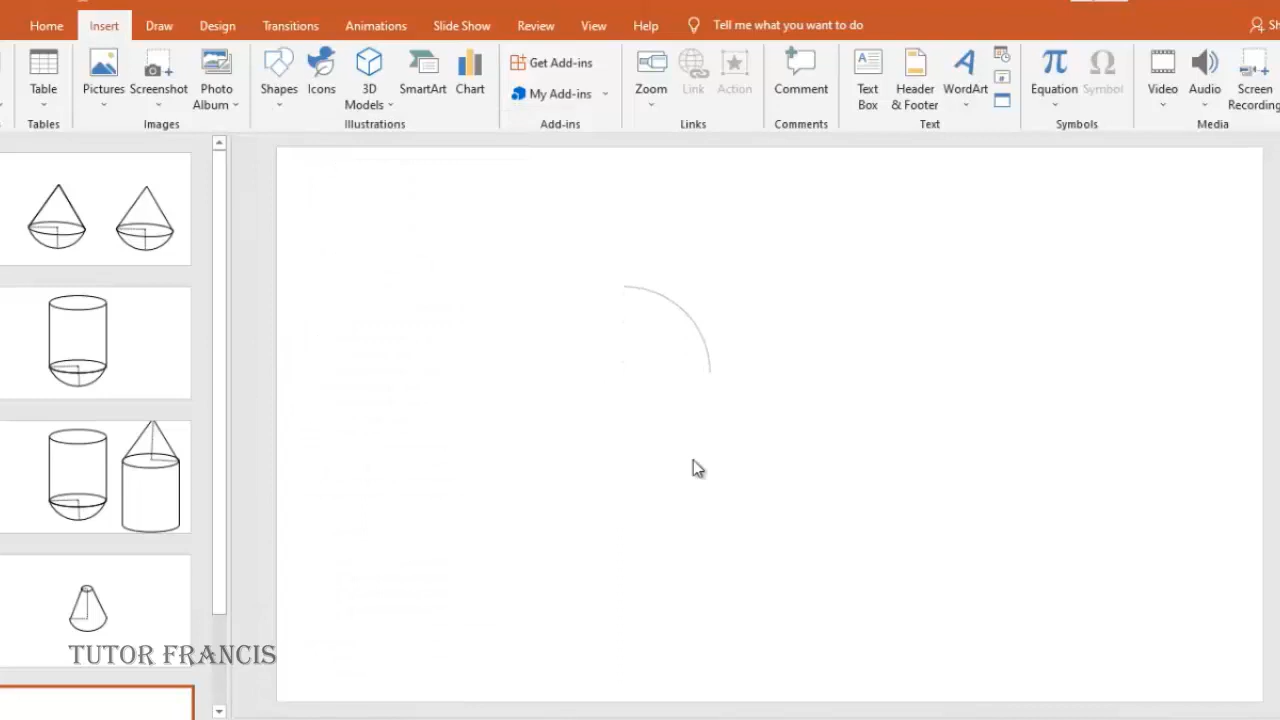 Home Insert Draw Design Transitions Animations Slide Show Review View Help Tell me what you want to do
Table Pictures Screenshot Photo Album Shapes Icons 3D Models SmartArt Chart Get Add-ins My Add-ins Zoom Link Action Comment Text Box Header & Footer WordArt Equation Symbol Video Audio Screen Recording
Tables Images Illustrations Add-ins Links Comments Text Symbols Media
TUTOR FRANCIS